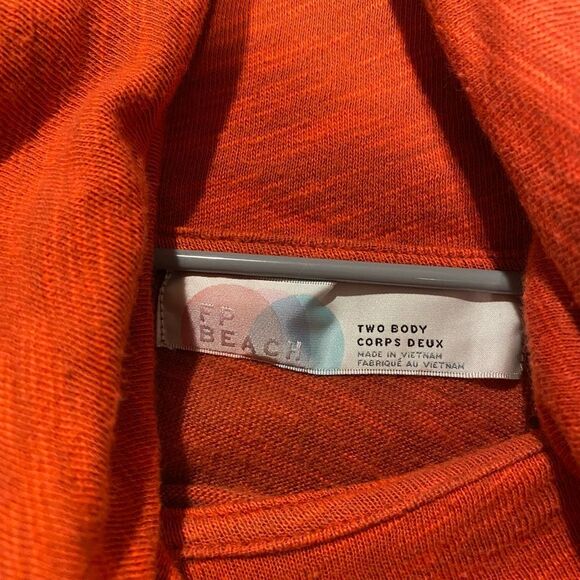 FP
BEACH
TWO BODY
CORPS DEUX
MADE IN VIETNAM
FABRIQUÉ AU VIETNAM